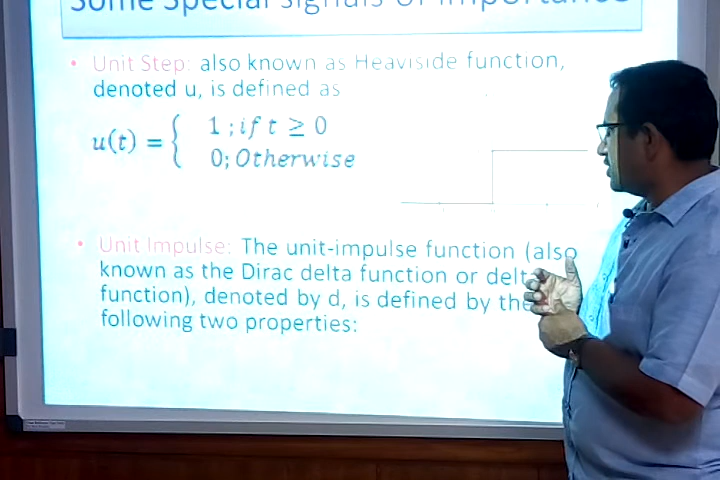 Some Special signals of importance
• Unit Step: also known as Heaviside function,
denoted u, is defined as
u(t) = { 1 ; if t ≥ 0
0; Otherwise
• Unit Impulse: The unit-impulse function (also
known as the Dirac delta function or delt
function), denoted by d, is defined by the
following two properties: